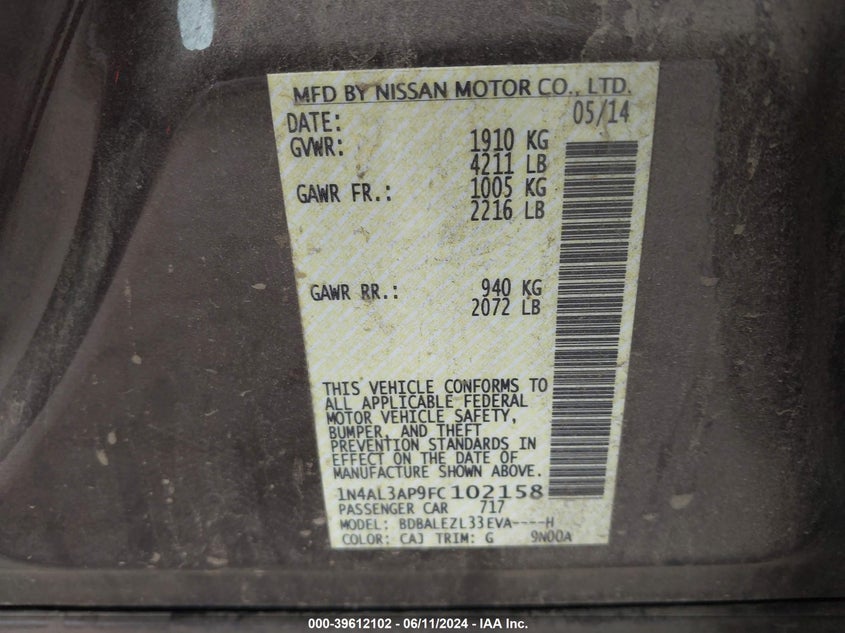 MFD BY NISSAN MOTOR CO., LTD.
DATE: 05/14
GVWR: 1910 KG
4211 LB
GAWR FR.: 1005 KG
2216 LB
GAWR RR.: 940 KG
2072 LB
THIS VEHICLE CONFORMS TO
ALL APPLICABLE FEDERAL
MOTOR VEHICLE SAFETY,
BUMPER, AND THEFT
PREVENTION STANDARDS IN
EFFECT ON THE DATE OF
MANUFACTURE SHOWN ABOVE.
1N4AL3AP9FC102158
PASSENGER CAR 717
MODEL: BDBALEZL33EVA----H
COLOR: CAJ TRIM: G 9N00A
000-39612102 - 06/11/2024 - IAA Inc.